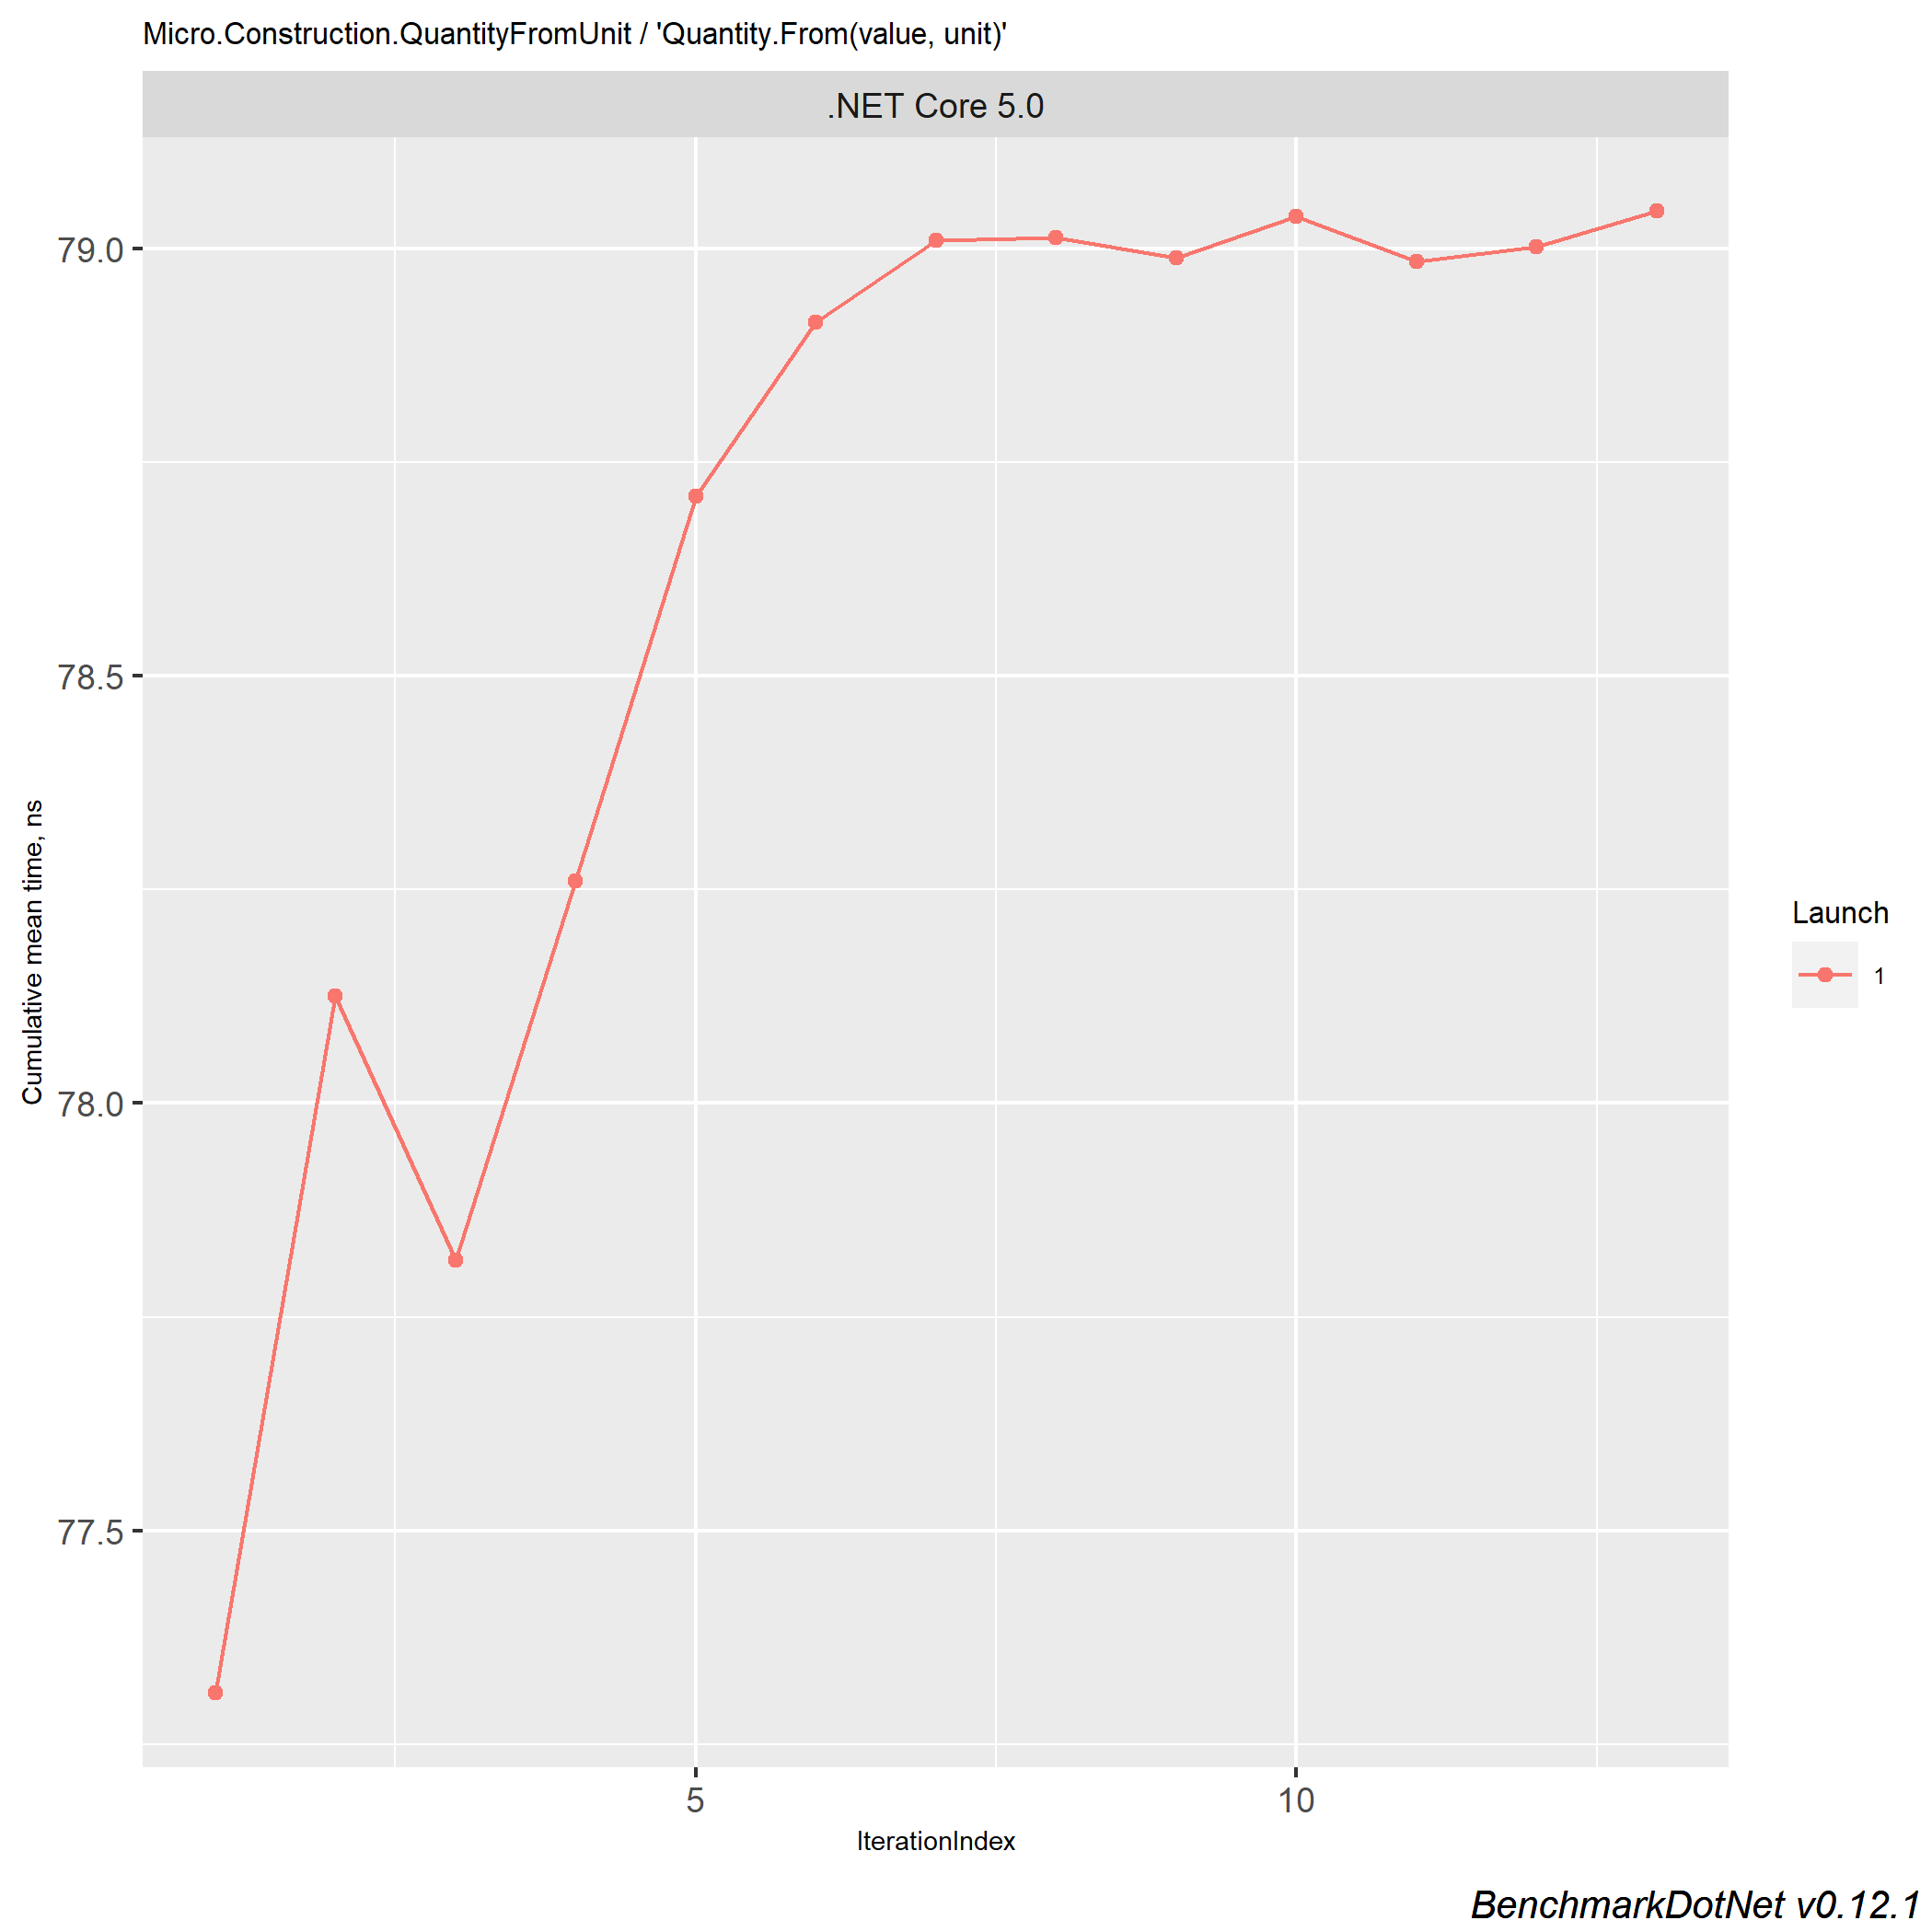 Micro.Construction.QuantityFromUnit / 'Quantity.From(value, unit)'
.NET Core 5.0
79.0
78.5
78.0
77.5
Cumulative mean time, ns
5
10
IterationIndex
Launch
1
BenchmarkDotNet v0.12.1